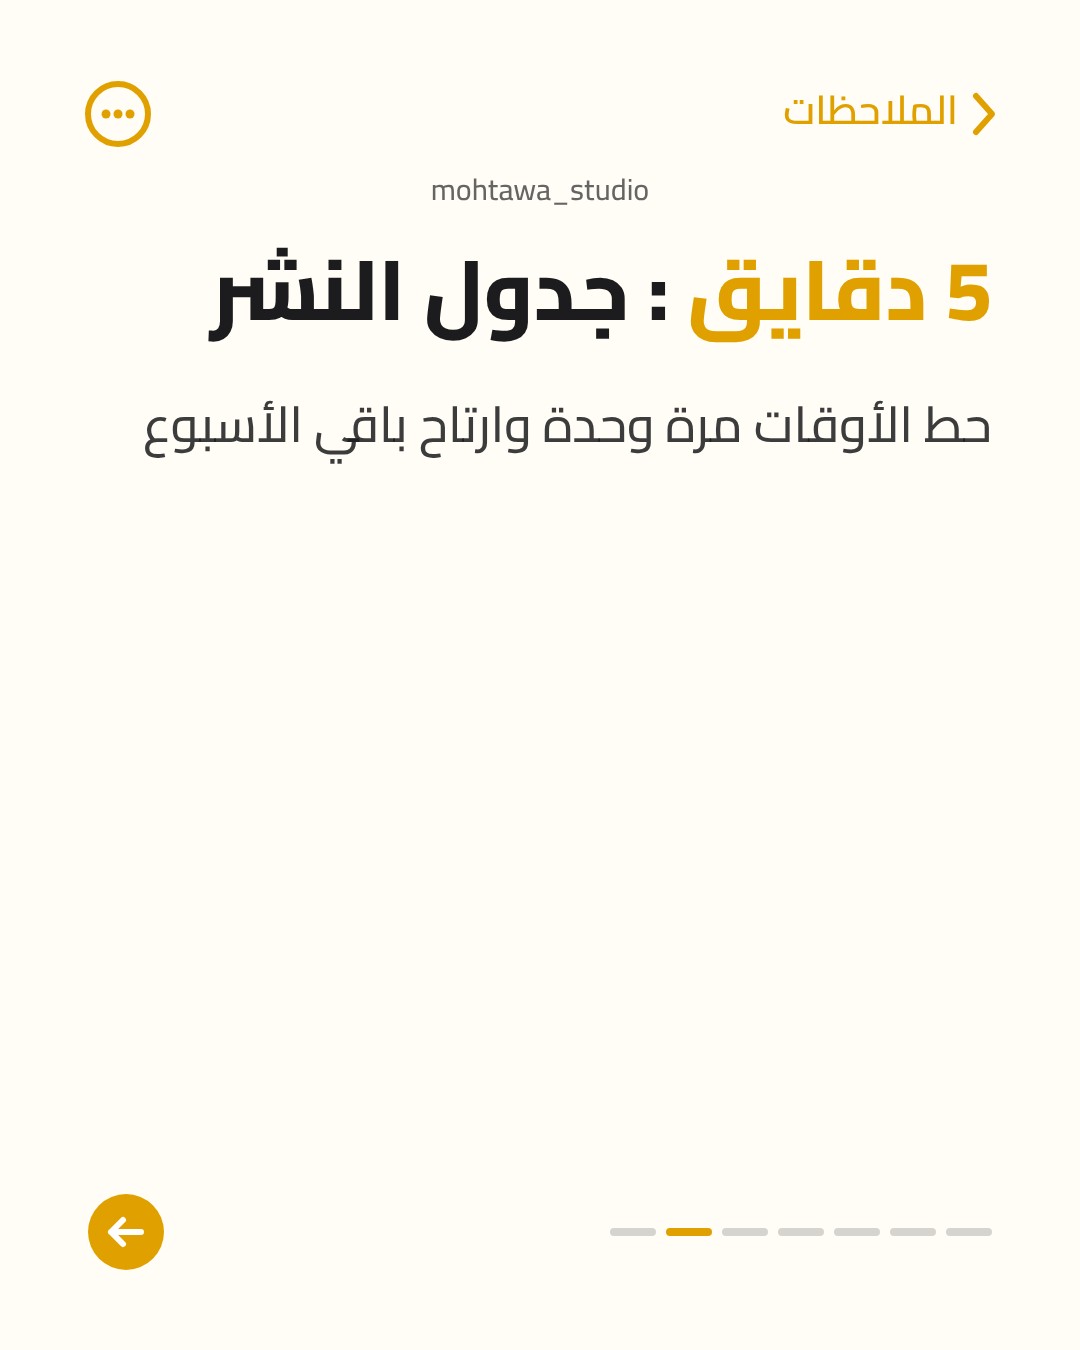 الملاحظات
mohtawa_studio
5 دقايق : جدول النشر
حط الأوقات مرة وحدة وارتاح باقي الأسبوع